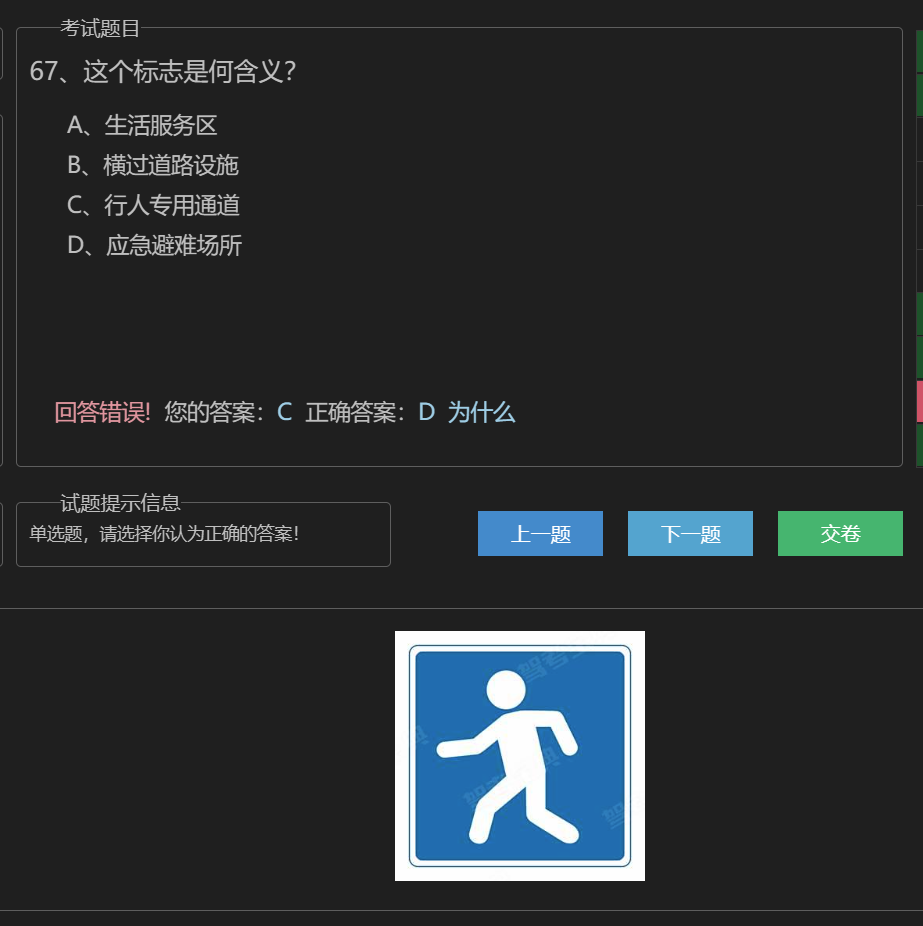 考试题目
67、这个标志是何含义?
A、生活服务区
B、横过道路设施
C、行人专用通道
D、应急避难场所
回答错误! 您的答案：C 正确答案：D 为什么
试题提示信息
单选题，请选择你认为正确的答案!
上一题 下一题 交卷